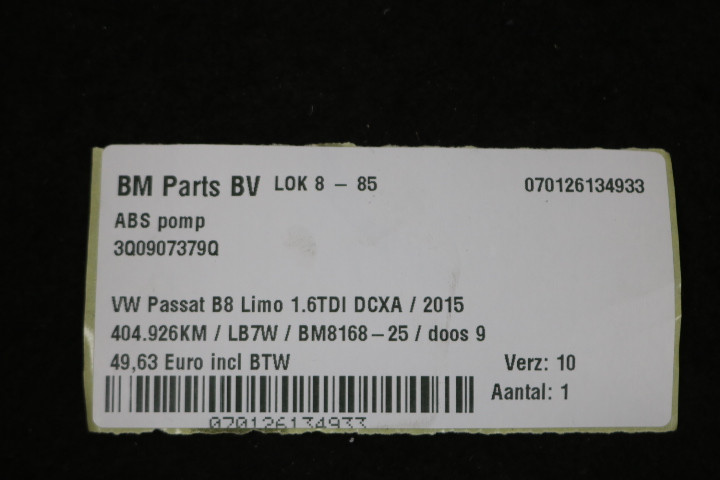 BM Parts BV LOK 8 - 85 070126134933
ABS pomp
3Q0907379Q
VW Passat B8 Limo 1.6TDI DCXA / 2015
404.926KM / LB7W / BM8168-25 / doos 9
49,63 Euro incl BTW Verz: 10
Aantal: 1
070126134933